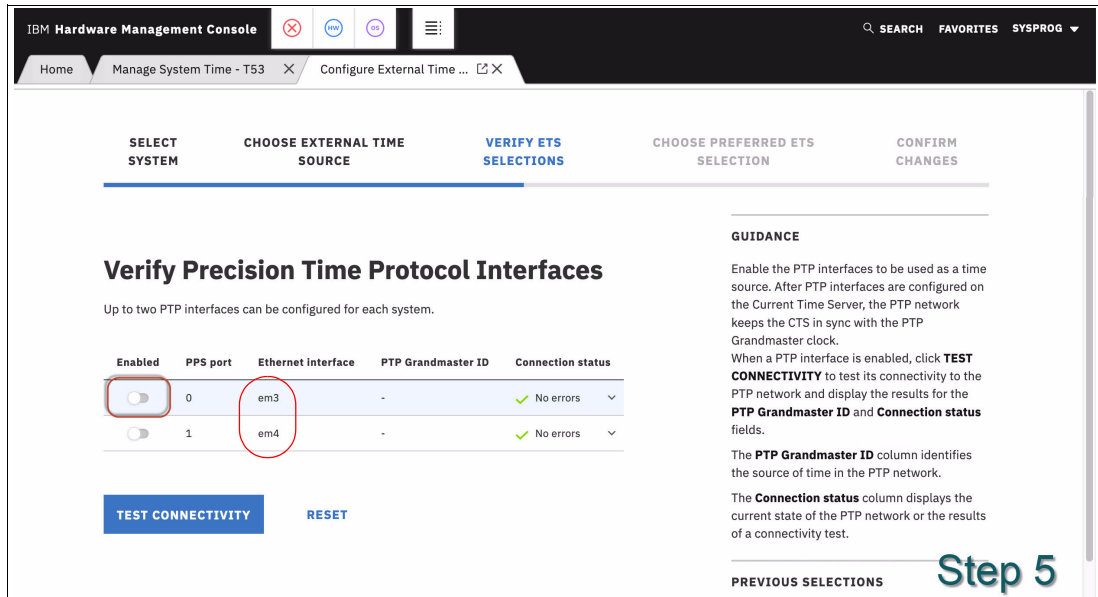 IBM Hardware Management Console
HW
OS
SEARCH FAVORITES SYSPROG
Home
Manage System Time - T53
Configure External Time ...
SELECT
SYSTEM
CHOOSE EXTERNAL TIME
SOURCE
VERIFY ETS
SELECTIONS
CHOOSE PREFERRED ETS
SELECTION
CONFIRM
CHANGES
Verify Precision Time Protocol Interfaces
Up to two PTP interfaces can be configured for each system.
Enabled PPS port Ethernet interface PTP Grandmaster ID Connection status
0 em3 - No errors
1 em4 - No errors
TEST CONNECTIVITY RESET
GUIDANCE
Enable the PTP interfaces to be used as a time
source. After PTP interfaces are configured on
the Current Time Server, the PTP network
keeps the CTS in sync with the PTP
Grandmaster clock.
When a PTP interface is enabled, click TEST
CONNECTIVITY to test its connectivity to the
PTP network and display the results for the
PTP Grandmaster ID and Connection status
fields.
The PTP Grandmaster ID column identifies
the source of time in the PTP network.
The Connection status column displays the
current state of the PTP network or the results
of a connectivity test.
PREVIOUS SELECTIONS
Step 5